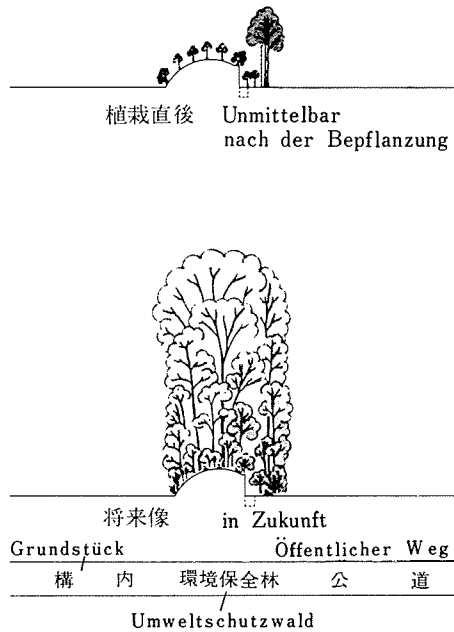 植栽直後 Unmittelbar
nach der Bepflanzung
将来像 in Zukunft
Grundstück Öffentlicher Weg
構内 環境保全林 公道
Umweltschutzwald